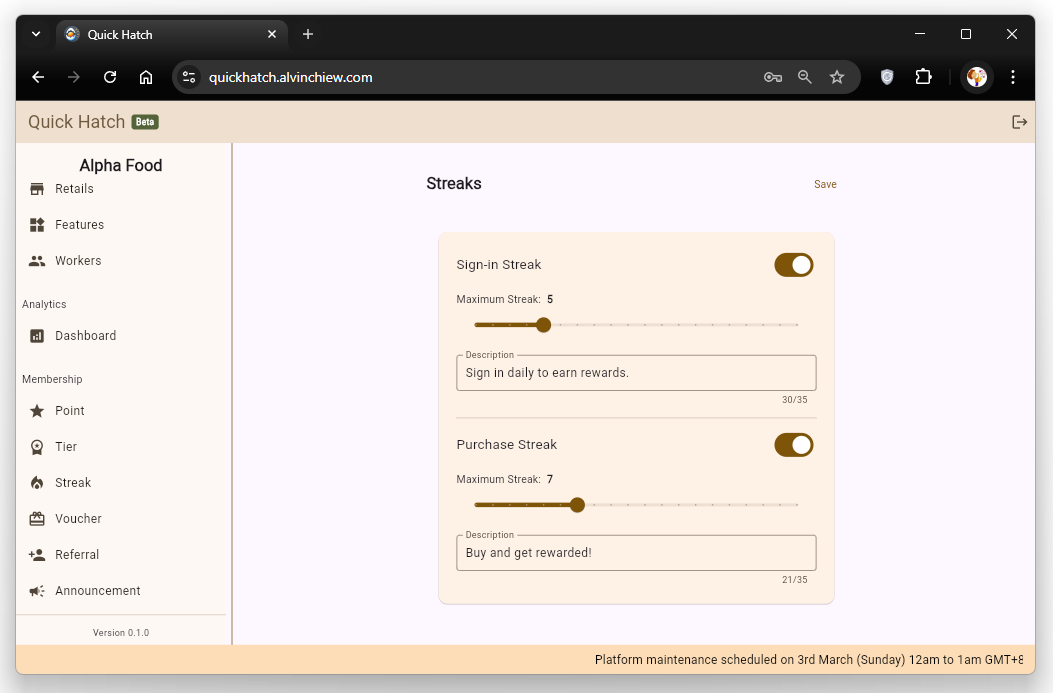 Quick Hatch
quickhatch.alvinchiew.com
Quick Hatch Beta
Alpha Food
Retails
Features
Workers
Analytics
Dashboard
Membership
Point
Tier
Streak
Voucher
Referral
Announcement
Version 0.1.0
Streaks
Save
Sign-in Streak
Maximum Streak: 5
Description
Sign in daily to earn rewards.
30/35
Purchase Streak
Maximum Streak: 7
Description
Buy and get rewarded!
21/35
Platform maintenance scheduled on 3rd March (Sunday) 12am to 1am GMT+8